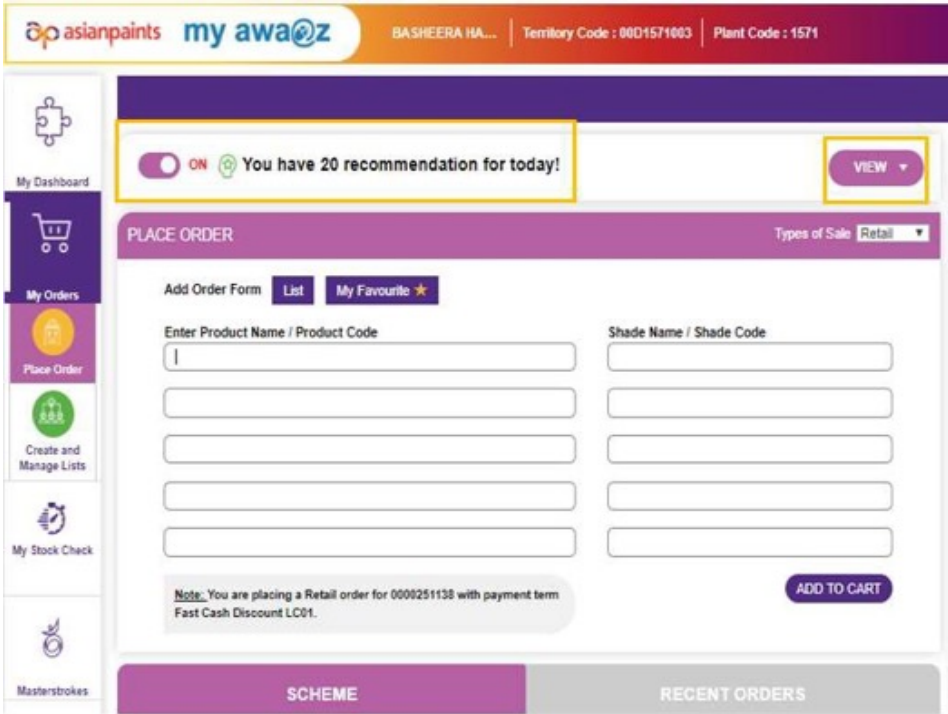 asianpaints my awa@z BASHEERA HA... Territory Code : 00D1571003 Plant Code : 1571
My Dashboard
ON You have 20 recommendation for today! VIEW
PLACE ORDER Types of Sale Retail
My Orders
Add Order Form List My Favourite
Enter Product Name / Product Code Shade Name / Shade Code
Place Order
Create and
Manage Lists
My Stock Check
Note: You are placing a Retail order for 0000251138 with payment term
Fast Cash Discount LC01.
ADD TO CART
Masterstrokes
SCHEME RECENT ORDERS